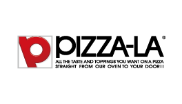 PIZZA-LA®
ALL THE TASTE AND TOPPINGS YOU WANT ON A PIZZA
STRAIGHT FROM OUR OVEN TO YOUR DOOR!!